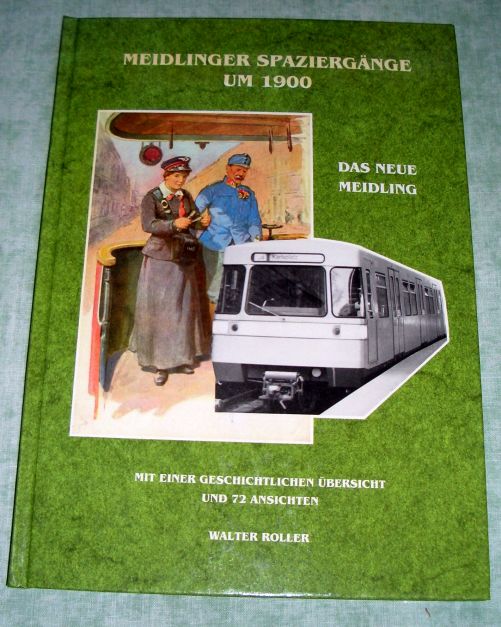 MEIDLINGER SPAZIERGÄNGE
UM 1900
DAS NEUE
MEIDLING
MIT EINER GESCHICHTLICHEN ÜBERSICHT
UND 72 ANSICHTEN
WALTER ROLLER